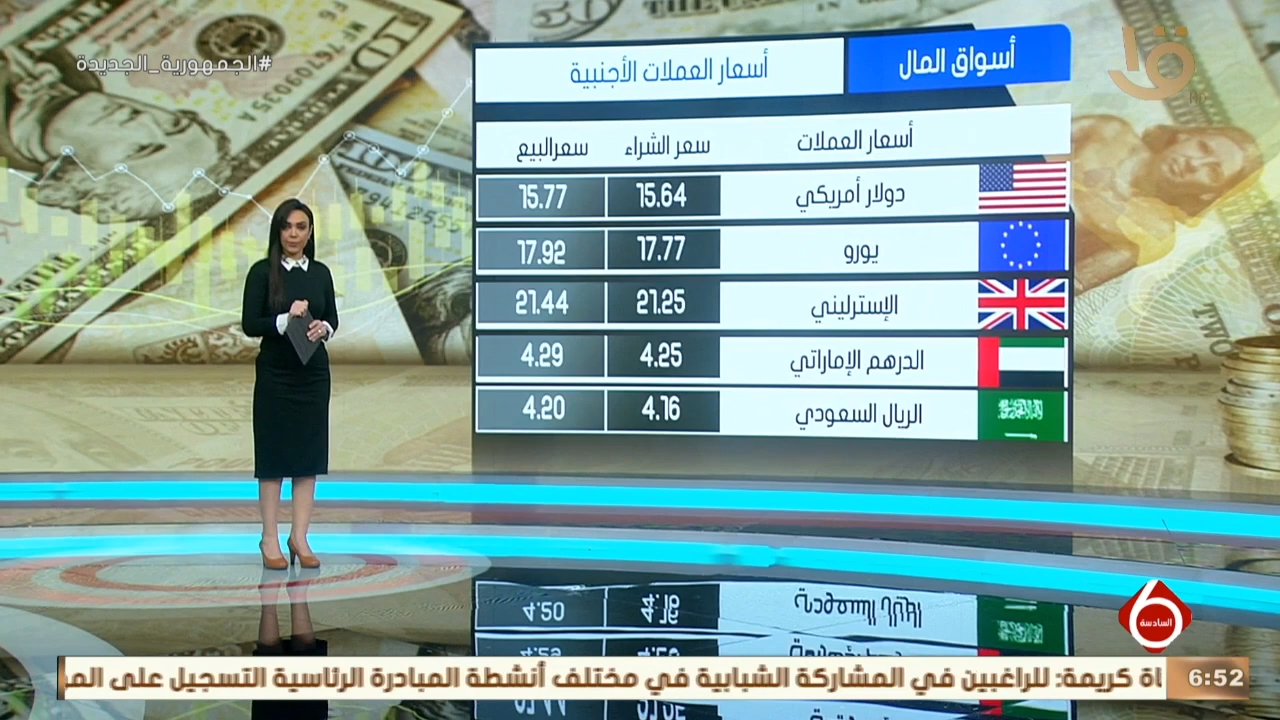 #الجمهورية_الجديدة
أسواق المال
أسعار العملات الأجنبية
أسعار العملات سعر الشراء سعرالبيع
دولار أمريكي 15.64 15.77
يورو 17.77 17.92
الإسترليني 21.25 21.44
الدرهم الإماراتي 4.25 4.29
الريال السعودي 4.16 4.20
6
السادسة
6:52
اة كريمة: للراغبين في المشاركة الشبابية في مختلف أنشطة المبادرة الرئاسية التسجيل على الم